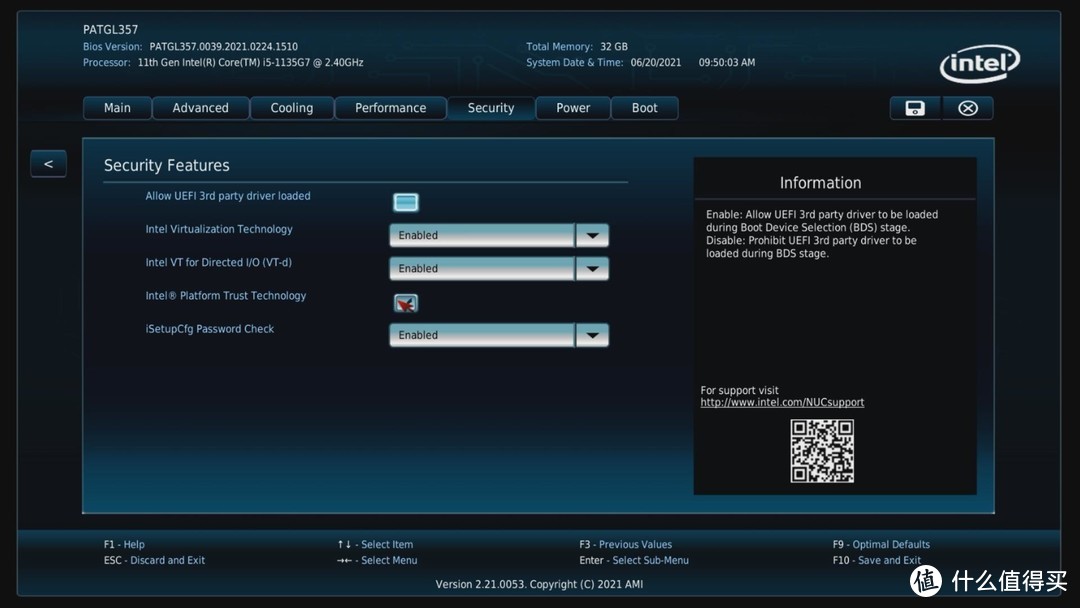 PATGL357
Bios Version: PATGL357.0039.2021.0224.1510
Processor: 11th Gen Intel(R) Core(TM) i5-1135G7 @ 2.40GHz
Total Memory: 32 GB
System Date & Time: 06/20/2021 09:50:03 AM
intel
Main Advanced Cooling Performance Security Power Boot
<
Security Features
Allow UEFI 3rd party driver loaded
Intel Virtualization Technology Enabled
Intel VT for Directed I/O (VT-d) Enabled
Intel® Platform Trust Technology
iSetupCfg Password Check Enabled
Information
Enable: Allow UEFI 3rd party driver to be loaded
during Boot Device Selection (BDS) stage.
Disable: Prohibit UEFI 3rd party driver to be
loaded during BDS stage.
For support visit
http://www.intel.com/NUCsupport
F1 - Help ↑↓ - Select Item F3 - Previous Values F9 - Optimal Defaults
ESC - Discard and Exit →← - Select Menu Enter - Select Sub-Menu F10 - Save and Exit
Version 2.21.0053. Copyright (C) 2021 AMI
值 什么值得买